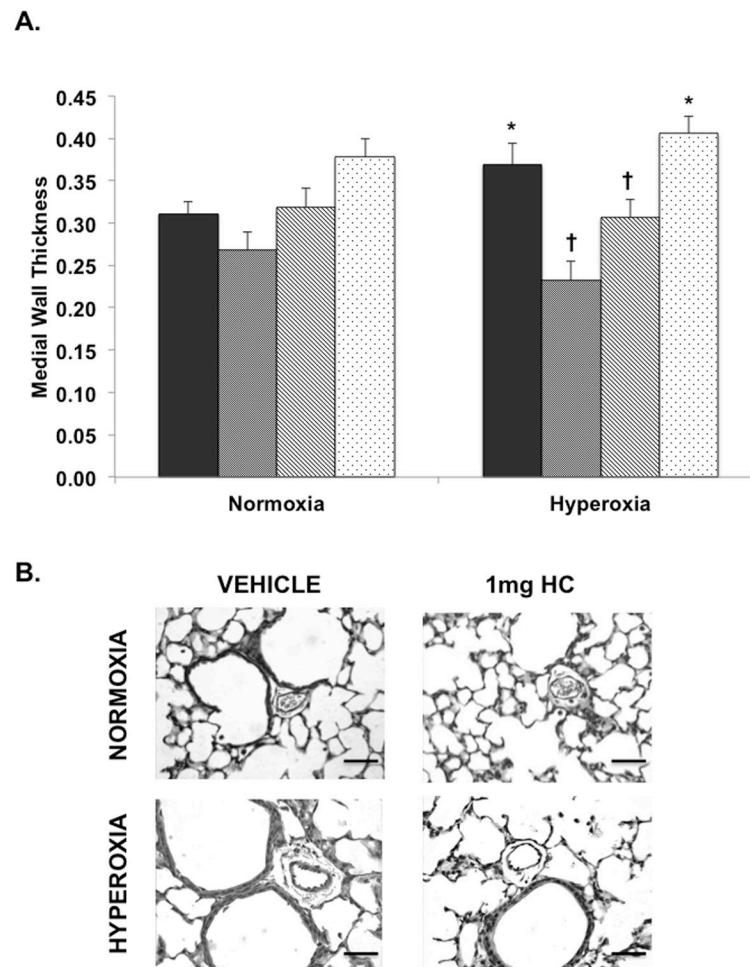 A.
Medial Wall Thickness
0.45
0.40
0.35
0.30
0.25
0.20
0.15
0.10
0.05
0.00
*
†
†
*
Normoxia
Hyperoxia
B.
VEHICLE
1mg HC
NORMOXIA
HYPEROXIA